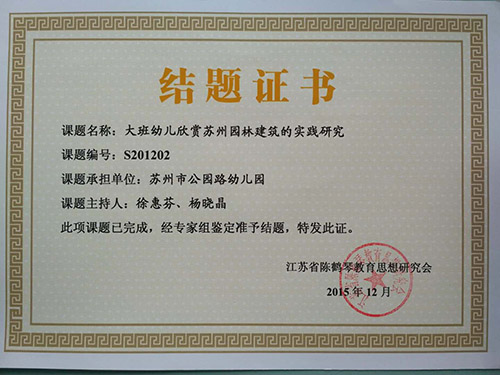 结题证书
课题名称：大班幼儿欣赏苏州园林建筑的实践研究
课题编号：S201202
课题承担单位：苏州市公园路幼儿园
课题主持人：徐惠芬、杨晓晶
此项课题已完成，经专家组鉴定准予结题，特发此证。
江苏省陈鹤琴教育思想研究会
2015年12月